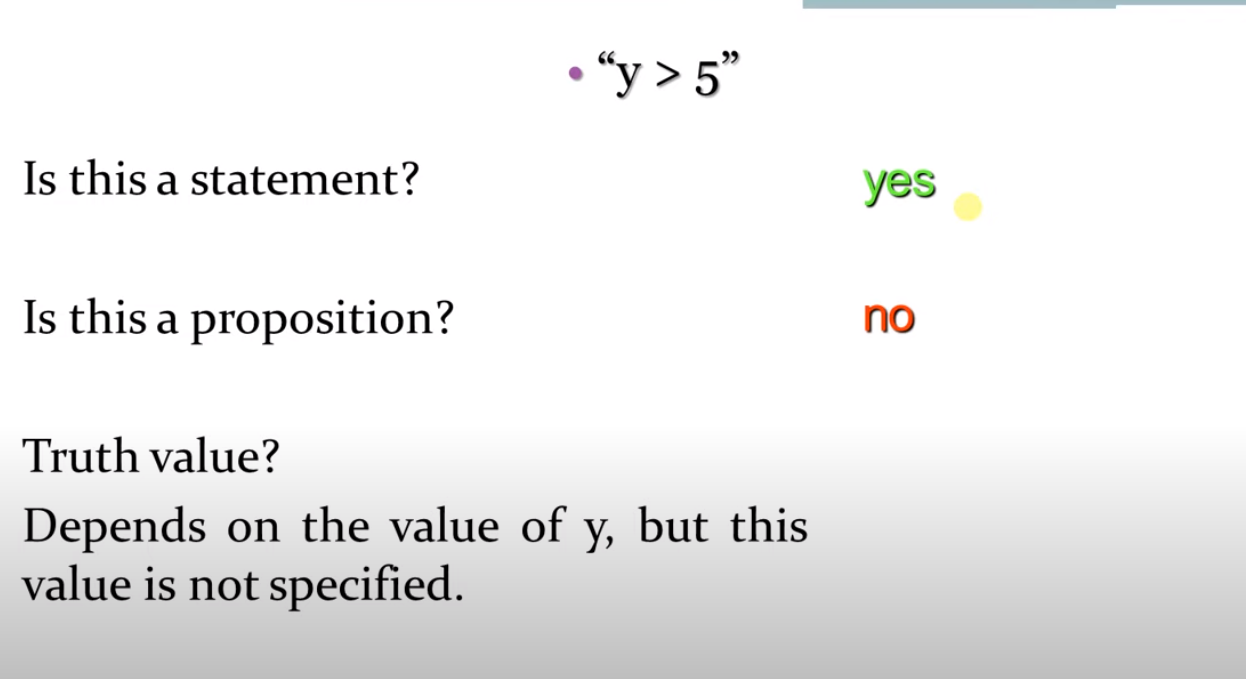 • “y > 5”
Is this a statement? yes
Is this a proposition? no
Truth value?
Depends on the value of y, but this
value is not specified.